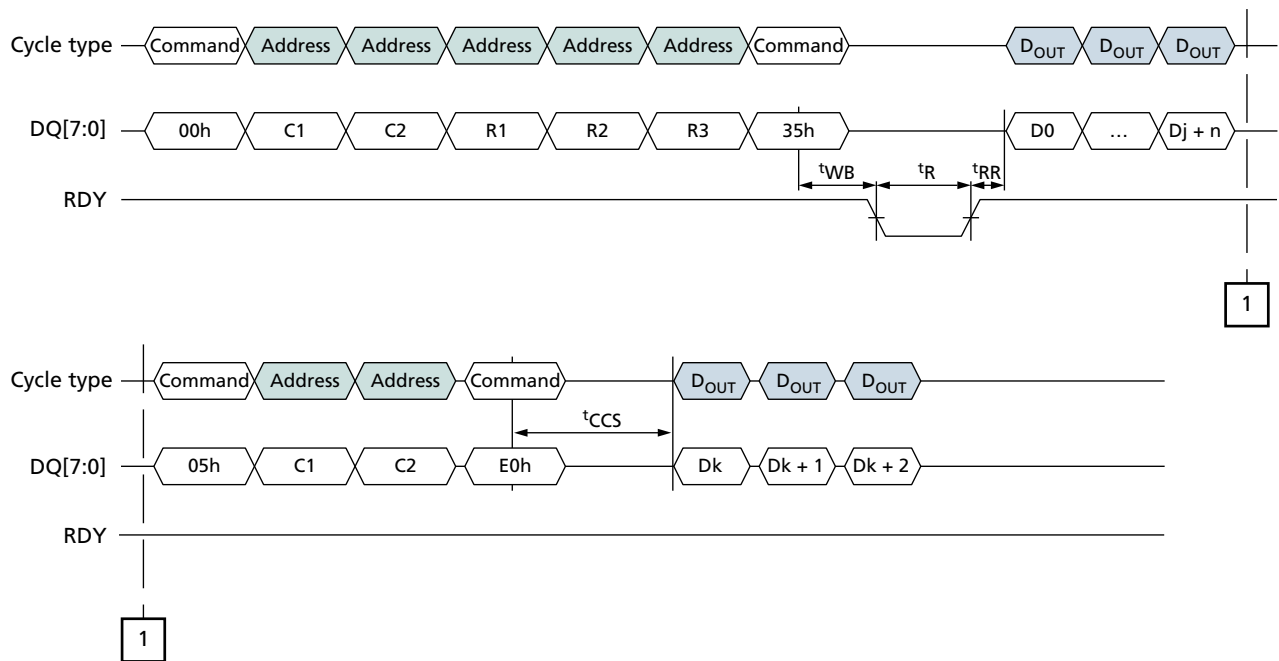 Cycle type Command Address Address Address Address Address Command DOUT DOUT DOUT
DQ[7:0] 00h C1 C2 R1 R2 R3 35h D0 … Dj + n
tWB tR tRR
RDY
1
Cycle type Command Address Address Command DOUT DOUT DOUT
tCCS
DQ[7:0] 05h C1 C2 E0h Dk Dk + 1 Dk + 2
RDY
1